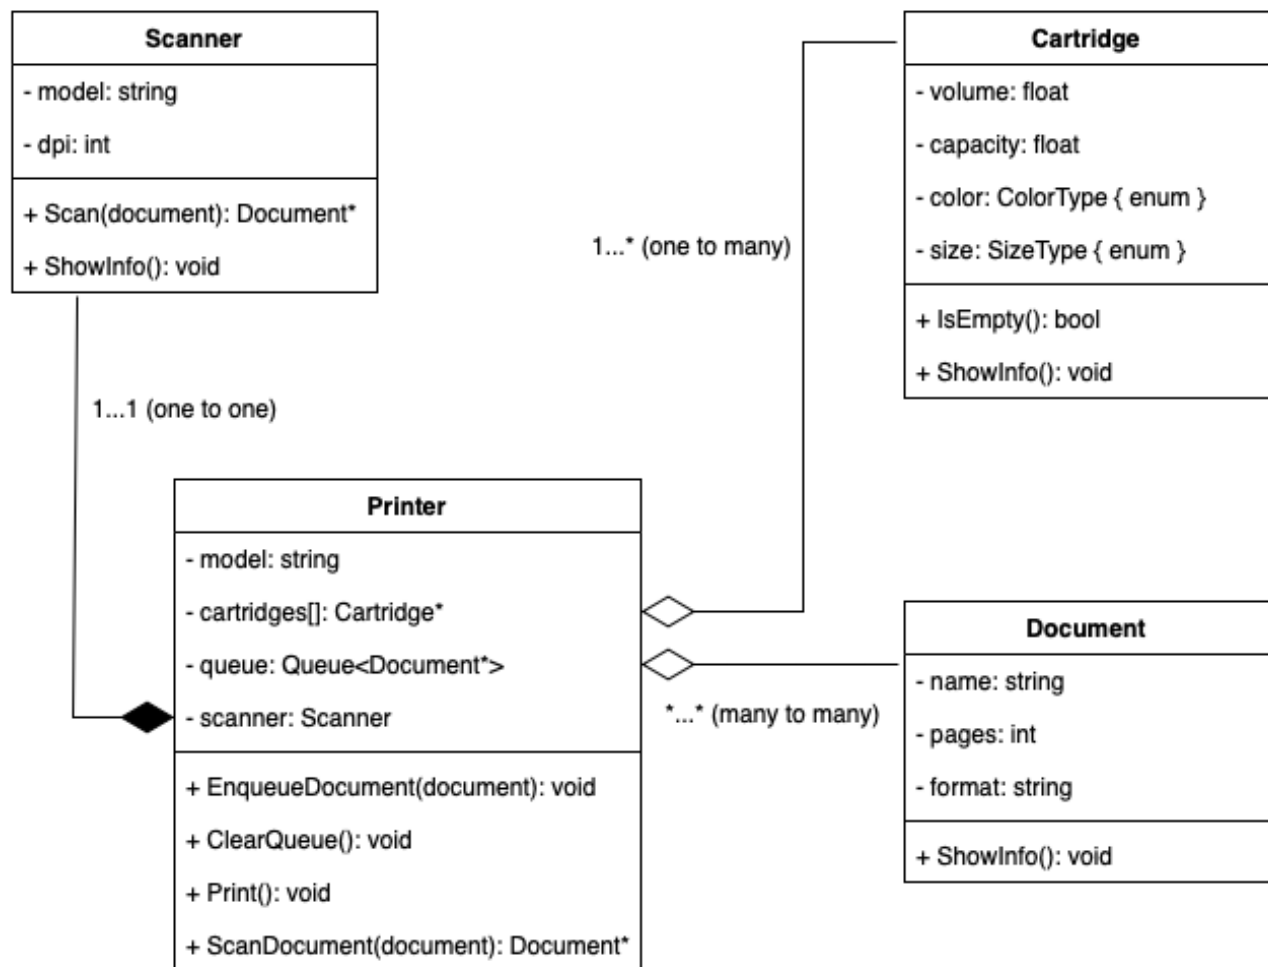 Scanner
- model: string
- dpi: int
+ Scan(document): Document*
+ ShowInfo(): void
Cartridge
- volume: float
- capacity: float
- color: ColorType { enum }
- size: SizeType { enum }
+ IsEmpty(): bool
+ ShowInfo(): void
1...* (one to many)
1...1 (one to one)
Printer
- model: string
- cartridges[]: Cartridge*
- queue: Queue<Document*>
- scanner: Scanner
+ EnqueueDocument(document): void
+ ClearQueue(): void
+ Print(): void
+ ScanDocument(document): Document*
*...* (many to many)
Document
- name: string
- pages: int
- format: string
+ ShowInfo(): void